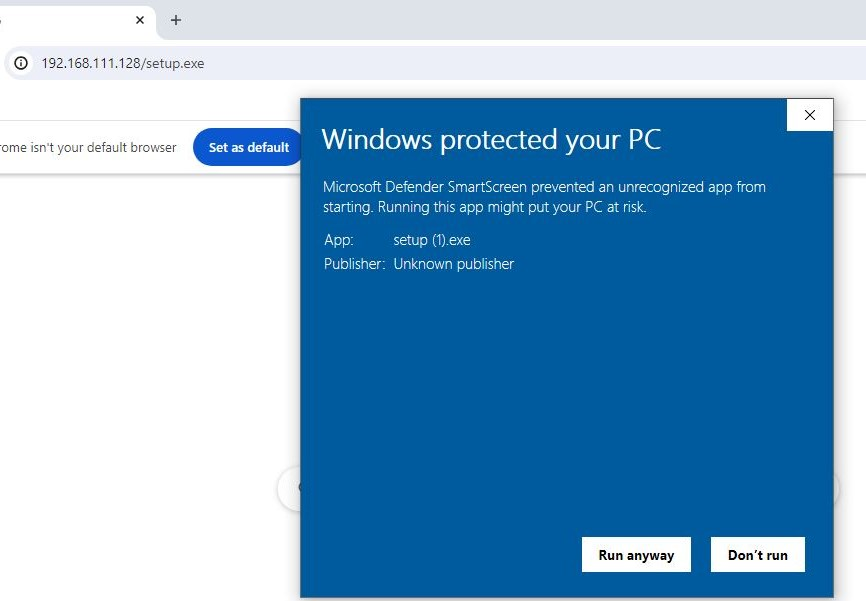 192.168.111.128/setup.exe
ome isn't your default browser
Set as default
Windows protected your PC
Microsoft Defender SmartScreen prevented an unrecognized app from
starting. Running this app might put your PC at risk.
App: setup (1).exe
Publisher: Unknown publisher
Run anyway
Don't run